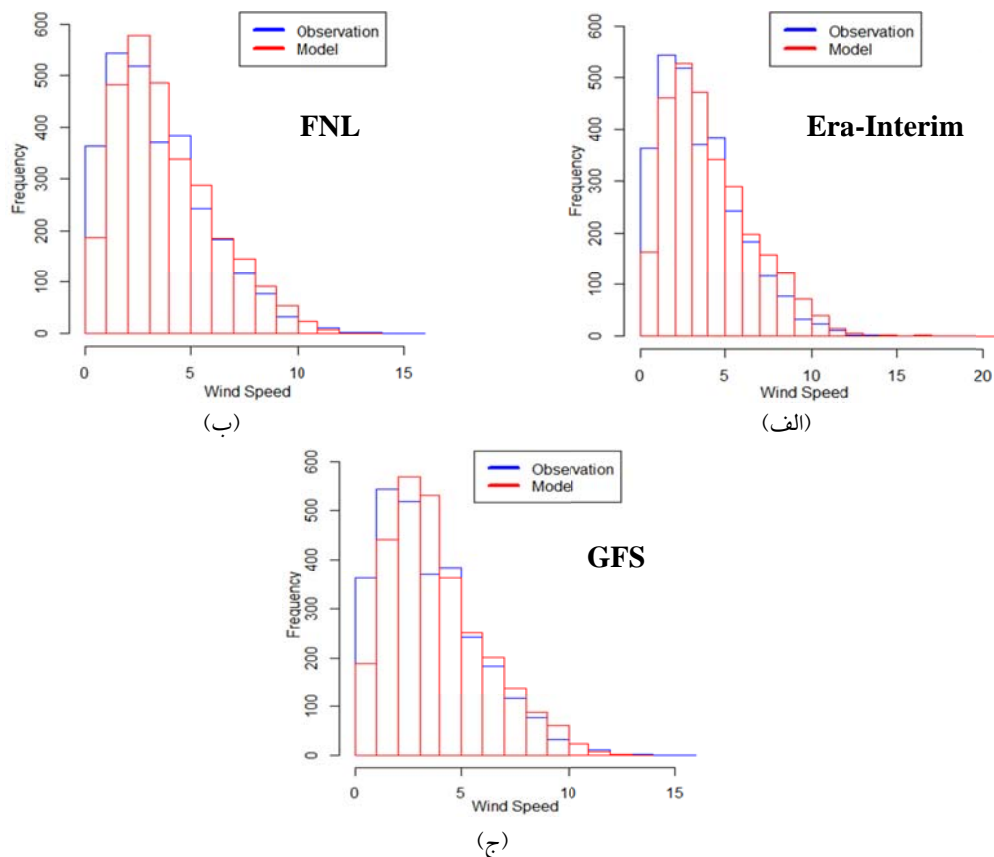 Observation
Model
FNL
Frequency
0 100 200 300 400 500 600
0 5 10 15
Wind Speed
(ب)
Observation
Model
Era-Interim
Frequency
0 100 200 300 400 500 600
0 5 10 15 20
Wind Speed
(الف)
Observation
Model
GFS
Frequency
0 100 200 300 400 500 600
0 5 10 15
Wind Speed
(ج)